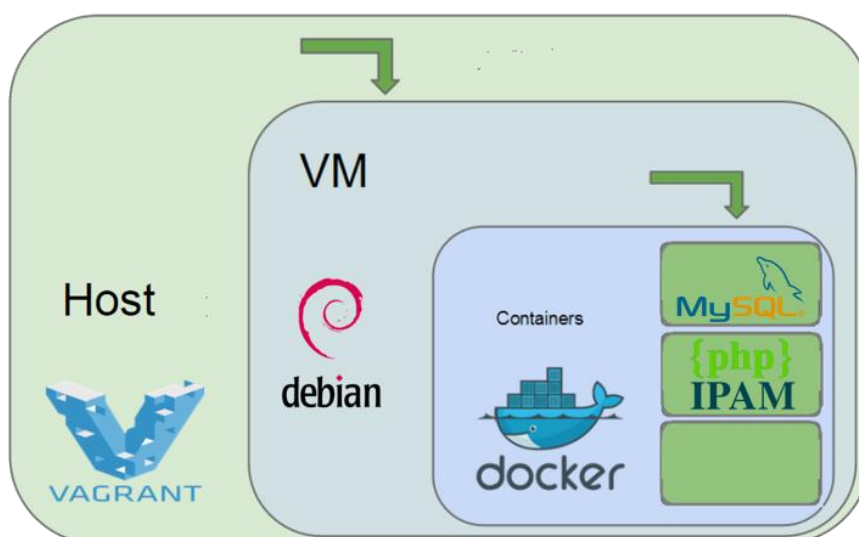 VM
Host
Containers
MySQL
{php}
IPAM
debian
docker
VAGRANT